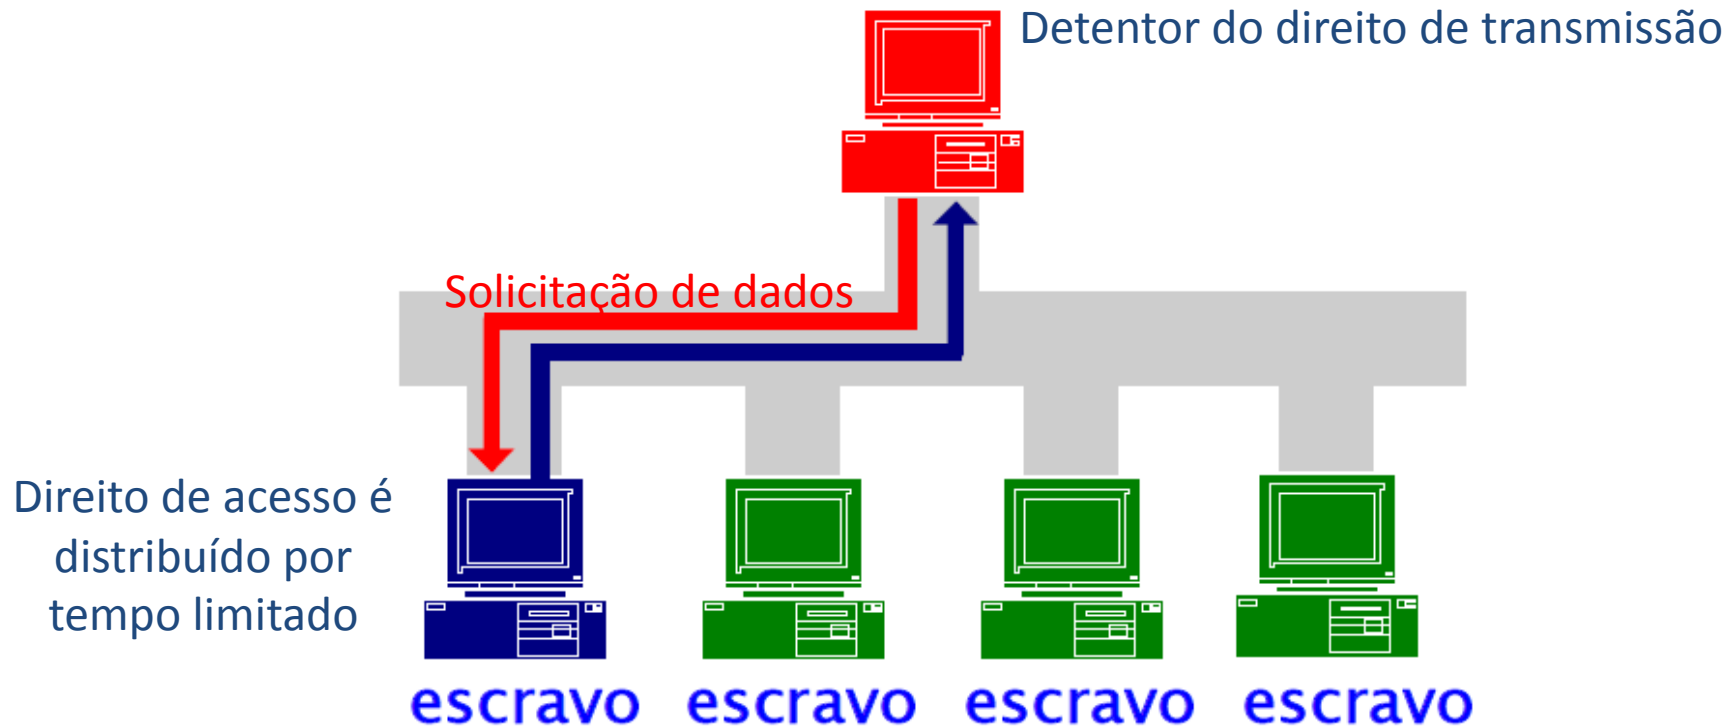 Detentor do direito de transmissão
Solicitação de dados
Direito de acesso é
distribuído por
tempo limitado
escravo escravo escravo escravo